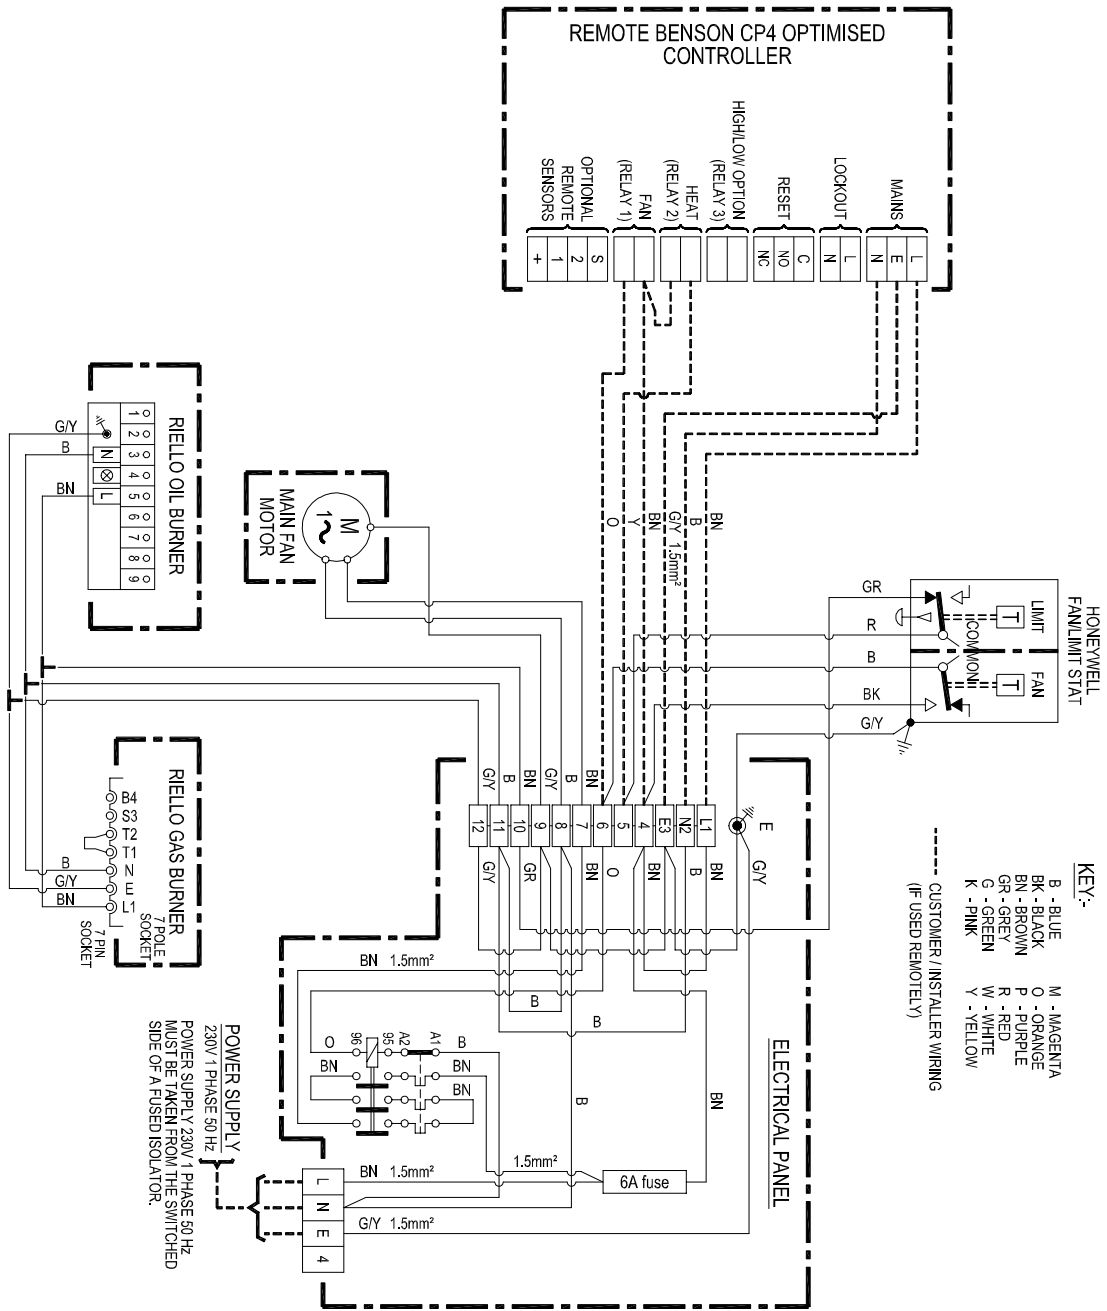 REMOTE BENSON CP4 OPTIMISED
CONTROLLER
MAINS
LOCKOUT
RESET
HIGH/LOW OPTION
(RELAY 3)
HEAT
(RELAY 2)
FAN
(RELAY 1)
OPTIONAL
REMOTE
SENSORS
+ 1 2 S
NC NO C
N L
N E L
RIELLO OIL BURNER
1 2 3 4 5 6 7 8 9
N
L
G/Y
B
BN
MAIN FAN
MOTOR
M
1
O
Y
BN
G/Y 1.5mm²
B
BN
HONEYWELL
FAN/LIMIT STAT
LIMIT
T
COMMON
FAN
T
GR
R
B
BK
G/Y
RIELLO GAS BURNER
B4
S3
T2
T1
N
E
L1
B
G/Y
BN
7 POLE
SOCKET
7 PIN
SOCKET
G/Y B BN G/Y B BN
12 11 10 9 8 7 6 5 4 E3 N2 L1
E
G/Y
G/Y GR BN O BN B BN
KEY:-
B - BLUE
BK - BLACK
BN - BROWN
GR - GREY
G - GREEN
K - PINK
M - MAGENTA
O - ORANGE
P - PURPLE
R - RED
W - WHITE
Y - YELLOW
CUSTOMER / INSTALLER WIRING
(IF USED REMOTELY)
ELECTRICAL PANEL
BN 1.5mm²
B
B
O
96
95
A2
A1
B
BN
BN
B
BN
1.5mm²
6A fuse
BN 1.5mm²
G/Y 1.5mm²
L
N
E
4
POWER SUPPLY
230V 1 PHASE 50 Hz
POWER SUPPLY 230V 1 PHASE 50 Hz
MUST BE TAKEN FROM THE SWITCHED
SIDE OF A FUSED ISOLATOR.